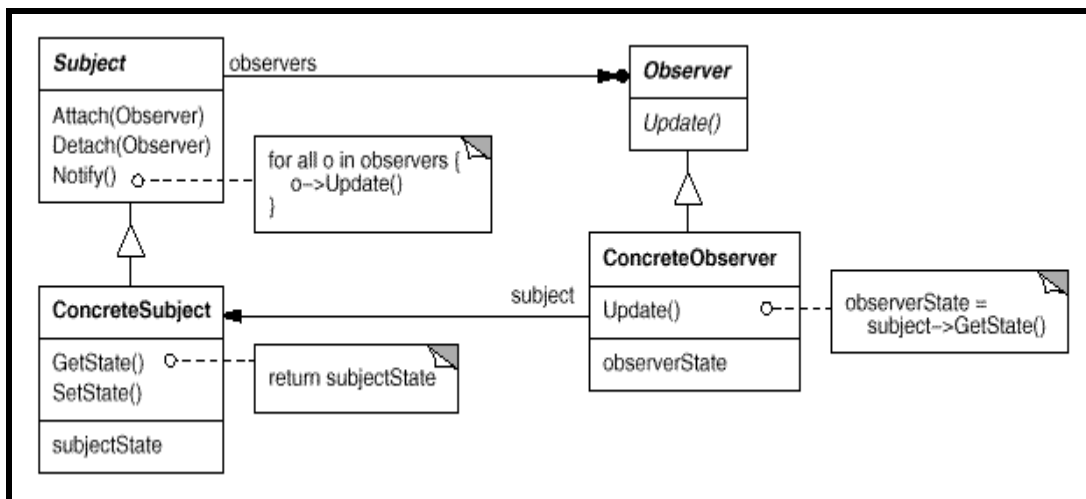 Subject
observers
Observer
Attach(Observer)
Detach(Observer)
Notify()
for all o in observers {
o->Update()
}
Update()
ConcreteSubject
GetState()
SetState()
subjectState
return subjectState
subject
ConcreteObserver
Update()
observerState
observerState =
subject->GetState()